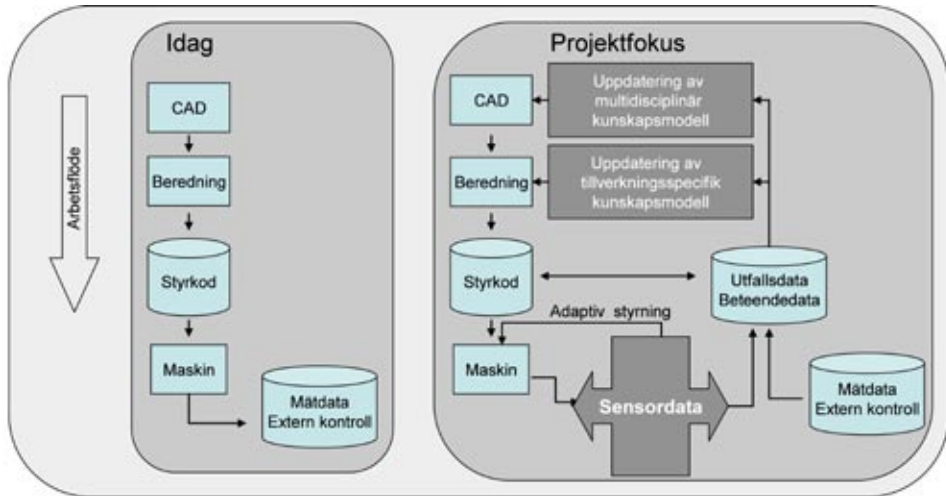 Idag
Arbetsflöde
CAD
Beredning
Styrkod
Maskin
Mätdata
Extern kontroll
Projektfokus
CAD
Uppdatering av
multidisciplinär
kunskapsmodell
Beredning
Uppdatering av
tillverkningsspecifik
kunskapsmodell
Styrkod
Utfallsdata
Beteendedata
Adaptiv styrning
Maskin
Sensordata
Mätdata
Extern kontroll